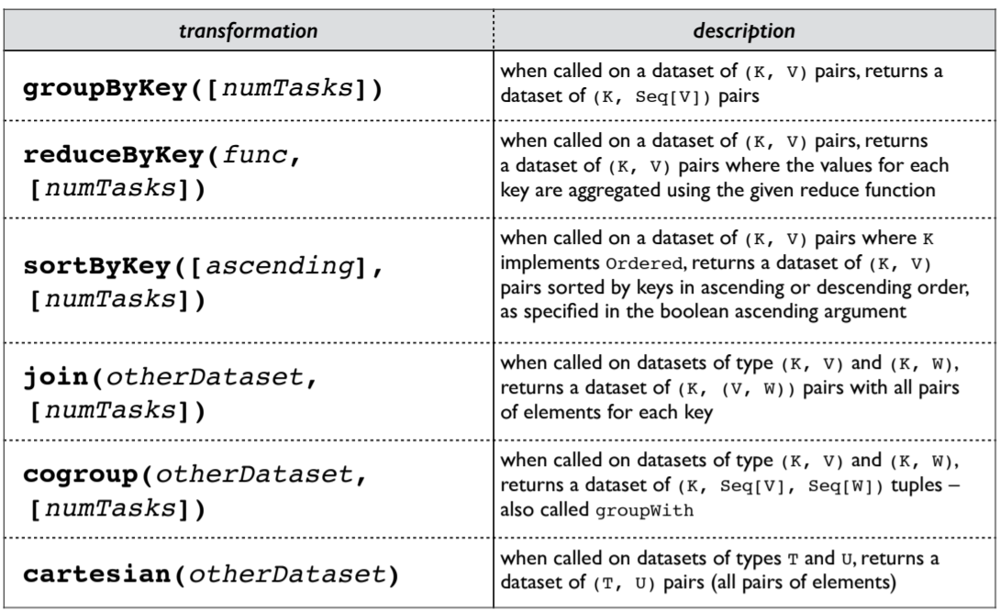 transformation
description
groupByKey([numTasks])
when called on a dataset of (K, V) pairs, returns a
dataset of (K, Seq[V]) pairs
reduceByKey(func,
[numTasks])
when called on a dataset of (K, V) pairs, returns
a dataset of (K, V) pairs where the values for each
key are aggregated using the given reduce function
sortByKey([ascending],
[numTasks])
when called on a dataset of (K, V) pairs where K
implements Ordered, returns a dataset of (K, V)
pairs sorted by keys in ascending or descending order,
as specified in the boolean ascending argument
join(otherDataset,
[numTasks])
when called on datasets of type (K, V) and (K, W),
returns a dataset of (K, (V, W)) pairs with all pairs
of elements for each key
cogroup(otherDataset,
[numTasks])
when called on datasets of type (K, V) and (K, W),
returns a dataset of (K, Seq[V], Seq[W]) tuples –
also called groupWith
cartesian(otherDataset)
when called on datasets of types T and U, returns a
dataset of (T, U) pairs (all pairs of elements)